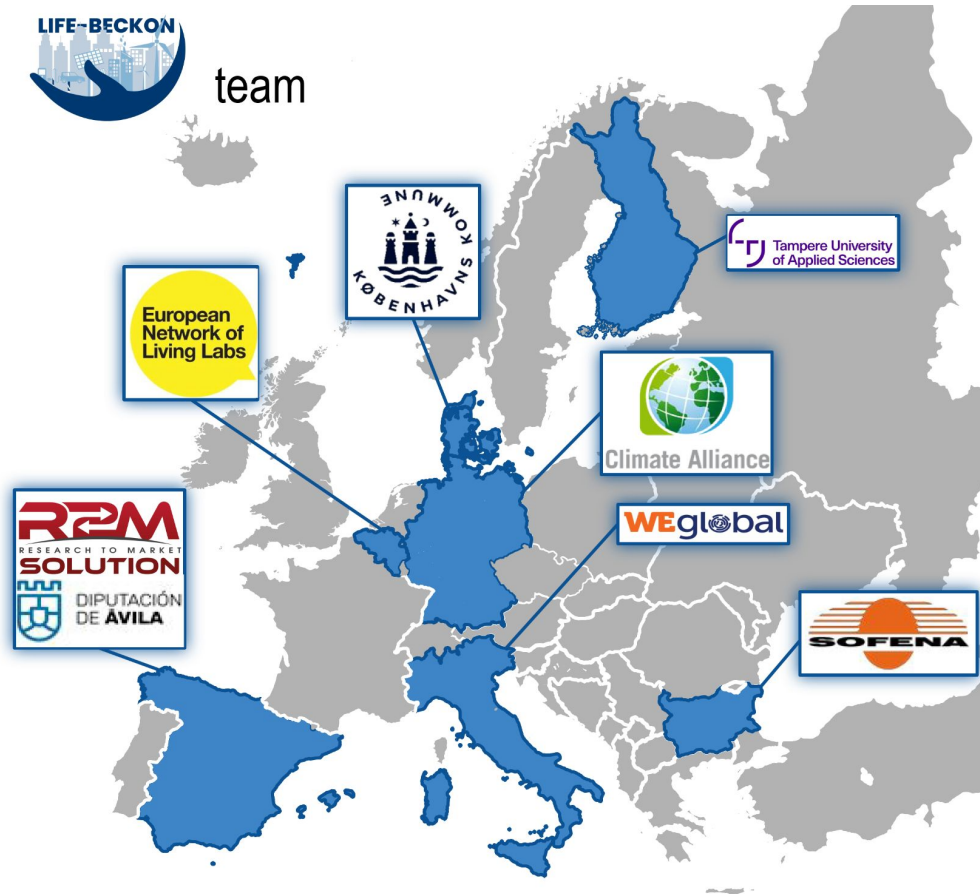 LIFE-BECKON
team
KØBENHAVNS KOMMUNE
Tampere University
of Applied Sciences
European
Network of
Living Labs
Climate Alliance
R2M
RESEARCH TO MARKET
SOLUTION
DIPUTACIÓN
DE ÁVILA
WEglobal
SOFENA